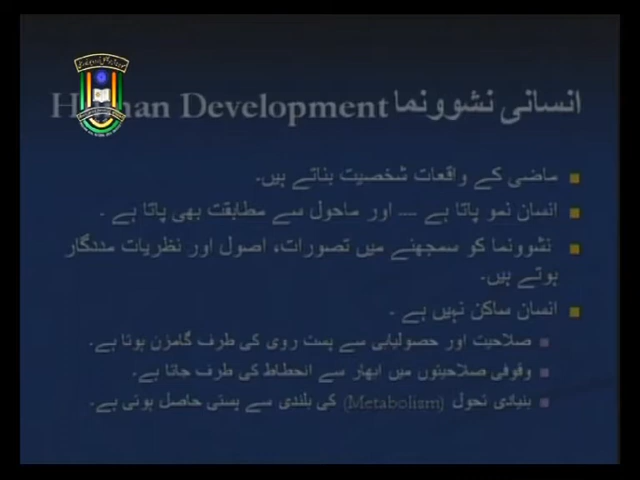 انسانی نشوونما Human Development
ماضی کے واقعات شخصیت بناتے ہیں۔
انسان نمو پاتا ہے ---- اور ماحول سے مطابقت بھی پاتا ہے ۔
نشوونما کو سمجھنے میں تصورات، اصول اور نظریات مددگار
ہوتے ہیں۔
انسان ساکن نہیں ہے ۔
صلاحیت اور حصولیابی سے پست روی کی طرف گامزن ہوتا ہے۔
وقوفی صلاحیتوں میں ابھار سے انحطاط کی طرف جاتا ہے۔
بنیادی تحول (Metabolism) کی بلندی سے پستی حاصل ہوتی ہے۔